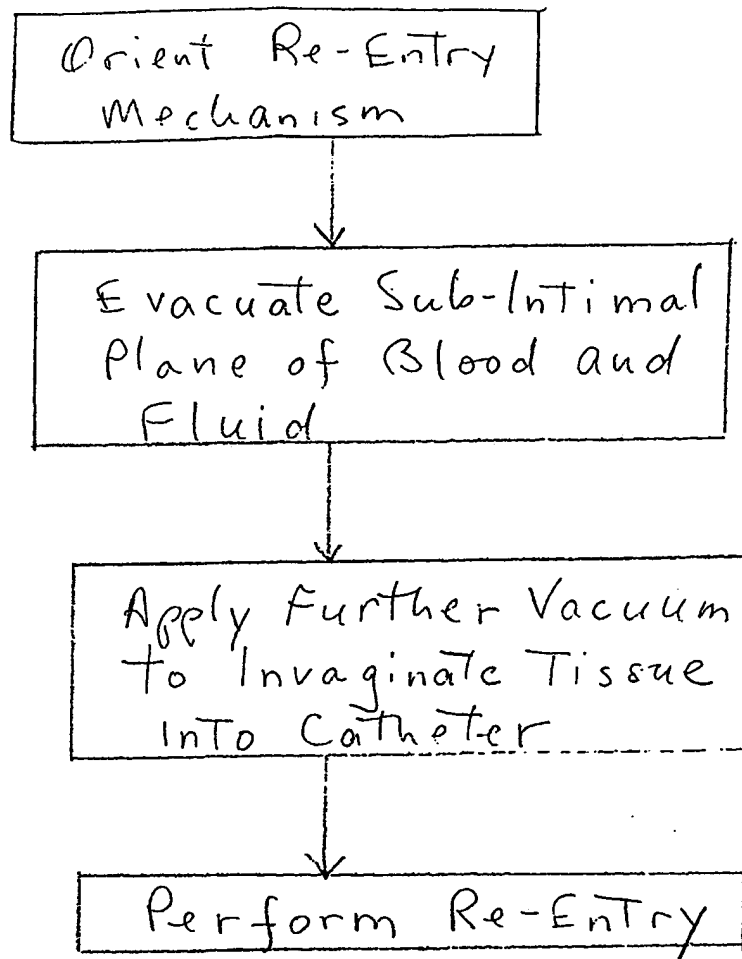 Orient Re-Entry
Mechanism
Evacuate Sub-Intimal
Plane of Blood and
Fluid
Apply Further Vacuum
to Invaginate Tissue
Into Catheter
Perform Re-Entry